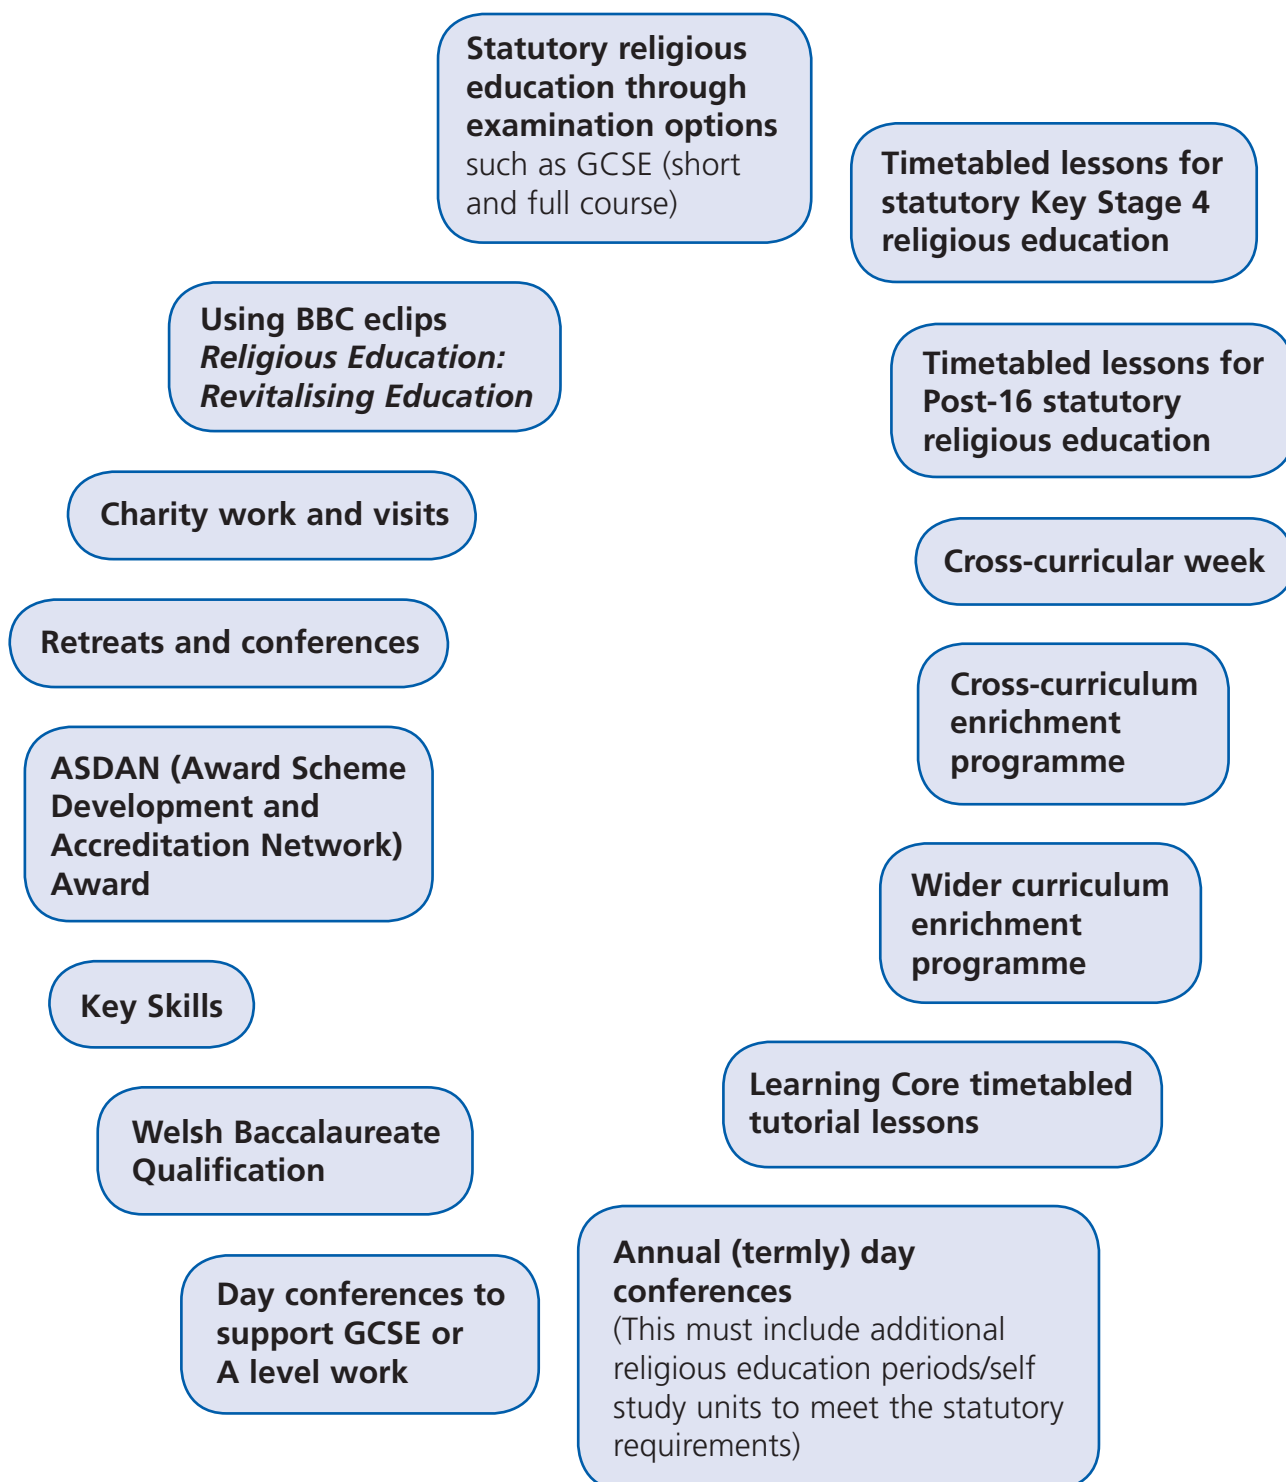 Statutory religious
education through
examination options
such as GCSE (short
and full course)
Timetabled lessons for
statutory Key Stage 4
religious education
Timetabled lessons for
Post-16 statutory
religious education
Cross-curricular week
Cross-curriculum
enrichment
programme
Wider curriculum
enrichment
programme
Learning Core timetabled
tutorial lessons
Annual (termly) day
conferences
(This must include additional
religious education periods/self
study units to meet the statutory
requirements)
Day conferences to
support GCSE or
A level work
Welsh Baccalaureate
Qualification
Key Skills
ASDAN (Award Scheme
Development and
Accreditation Network)
Award
Retreats and conferences
Charity work and visits
Using BBC eclips
Religious Education:
Revitalising Education